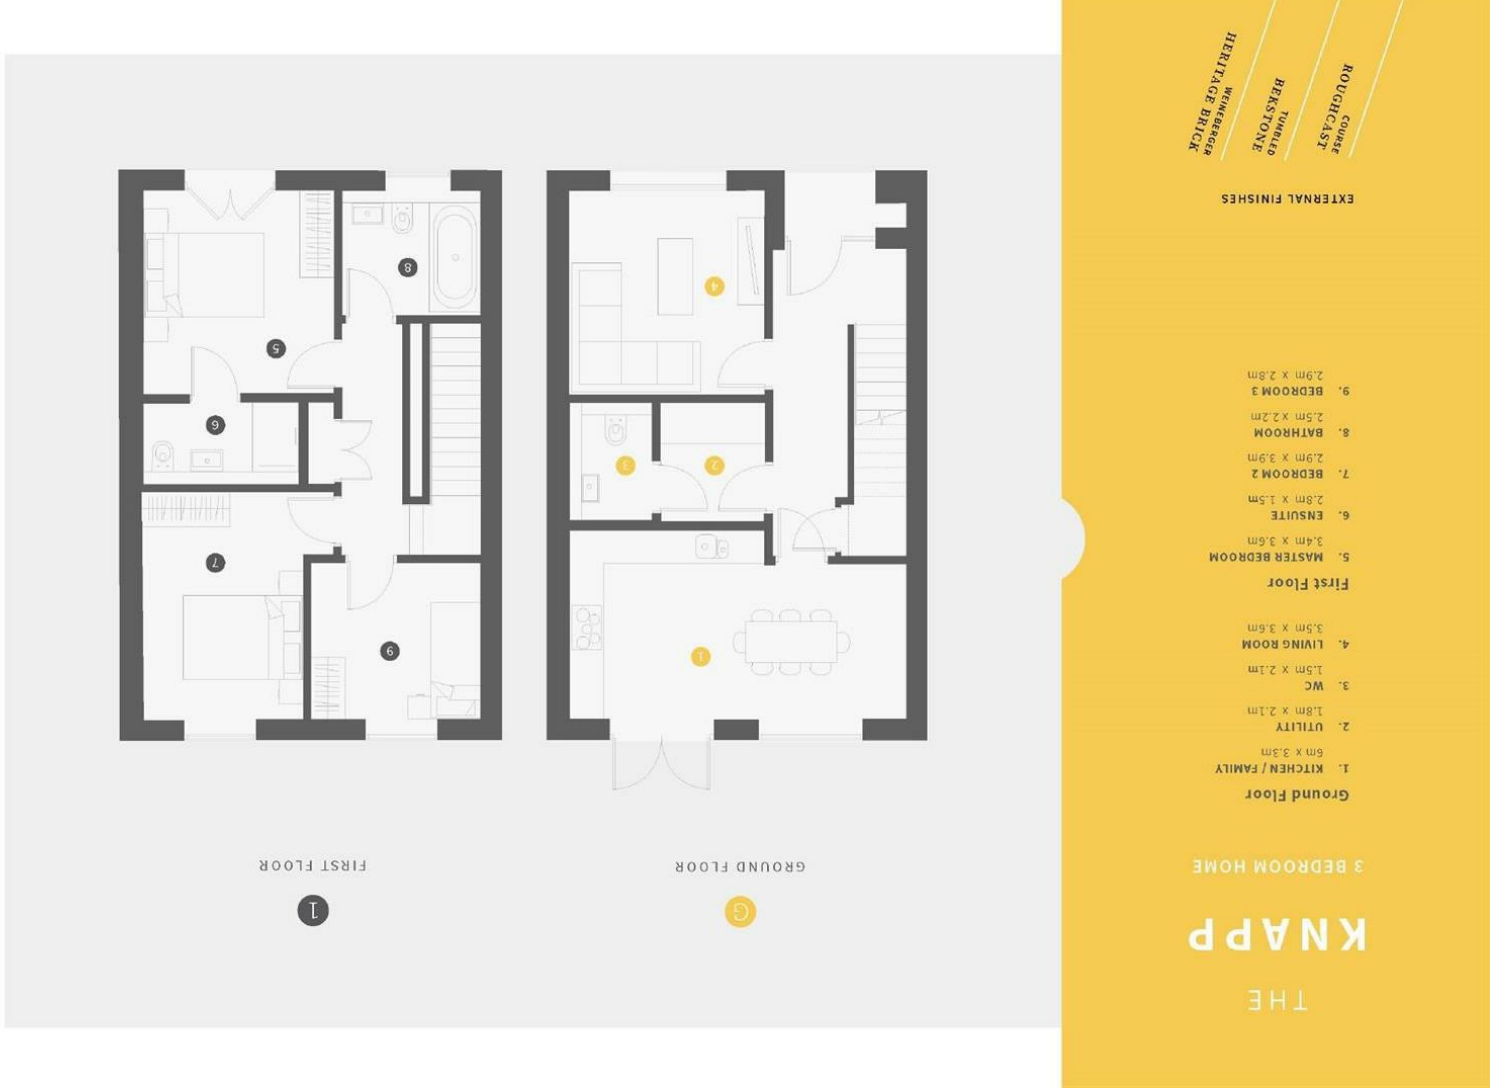 THE
KNAPP
3 BEDROOM HOME
Ground Floor
1. KITCHEN / FAMILY
6m x 3.3m
2. UTILITY
1.8m x 2.1m
3. WC
1.5m x 2.1m
4. LIVING ROOM
3.5m x 3.6m
First Floor
5. MASTER BEDROOM
3.4m x 3.6m
6. ENSUITE
2.8m x 1.5m
7. BEDROOM 2
2.9m x 3.9m
8. BATHROOM
2.5m x 2.2m
9. BEDROOM 3
2.9m x 2.8m
EXTERNAL FINISHES
COURSE
ROUGHCAST
TUMBLED
BEKSTONE
WEINEBERGER
HERITAGE BRICK
G
GROUND FLOOR
1
2
3
4
1
FIRST FLOOR
9
7
6
5
8